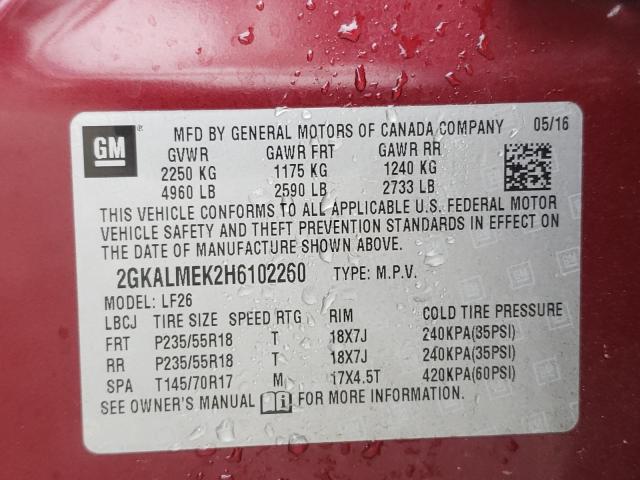 GM ® MFD BY GENERAL MOTORS OF CANADA COMPANY 05/16
GVWR GAWR FRT GAWR RR
2250 KG 1175 KG 1240 KG
4960 LB 2590 LB 2733 LB
THIS VEHICLE CONFORMS TO ALL APPLICABLE U.S. FEDERAL MOTOR
VEHICLE SAFETY AND THEFT PREVENTION STANDARDS IN EFFECT ON
THE DATE OF MANUFACTURE SHOWN ABOVE.
2GKALMEK2H6102260 TYPE: M.P.V.
MODEL: LF26
LBCJ TIRE SIZE SPEED RTG RIM COLD TIRE PRESSURE
FRT P235/55R18 T 18X7J 240KPA(35PSI)
RR P235/55R18 T 18X7J 240KPA(35PSI)
SPA T145/70R17 M 17X4.5T 420KPA(60PSI)
SEE OWNER'S MANUAL i FOR MORE INFORMATION.